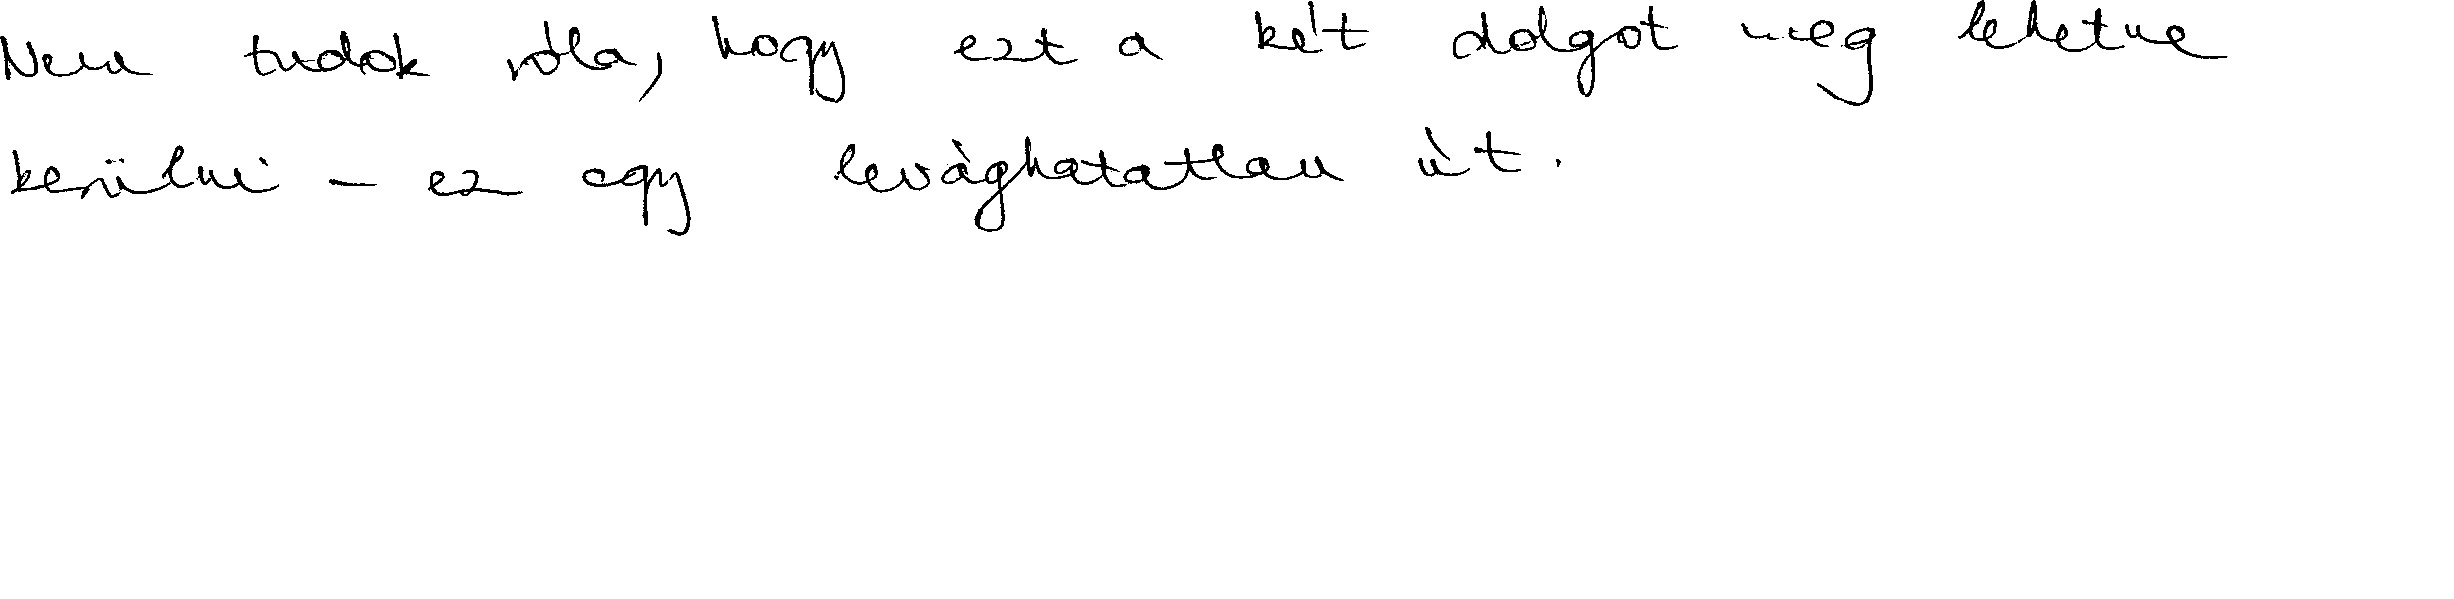 Nem tudok róla, hogy ezt a két dolgot meg lehetne
kerülni – ez egy levághatatlan út.